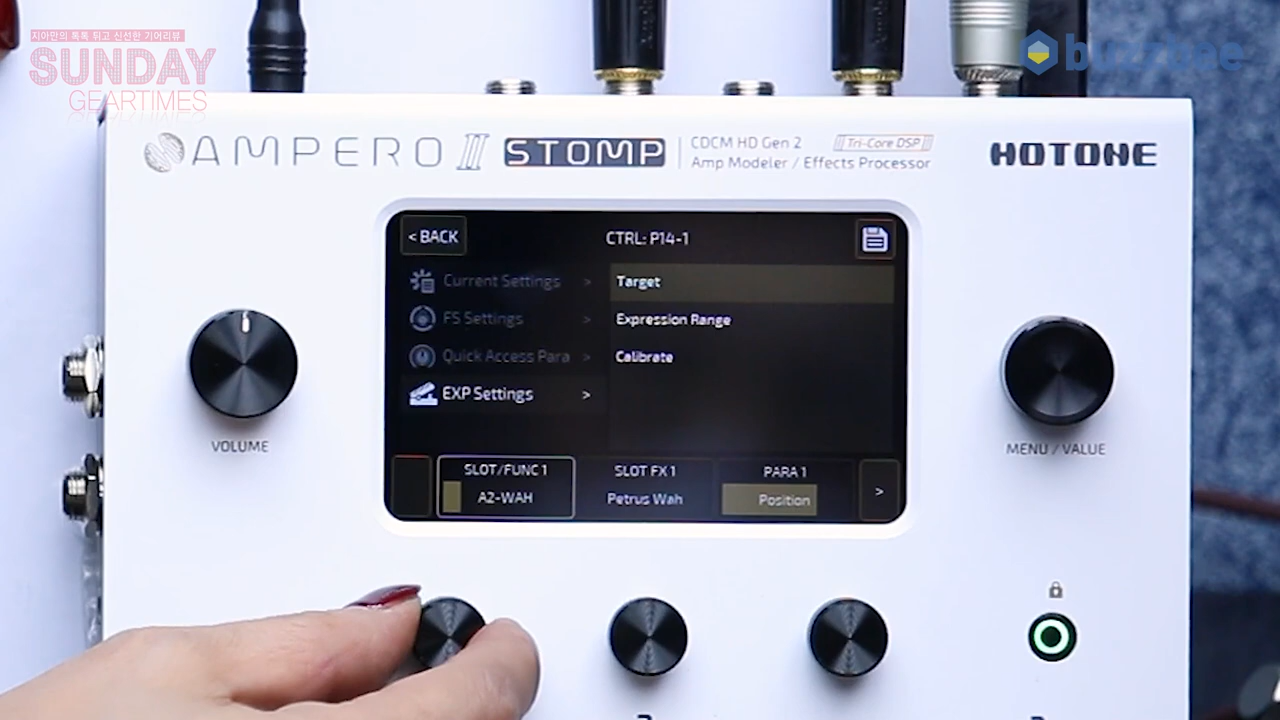 지아만의 톡톡 튀고 신선한 기어리뷰
SUNDAY
GEARTIMES
buzzbee
AMPERO II STOMP
CDCM HD Gen 2
Tri-Core DSP
Amp Modeler / Effects Processor
HOTONE
< BACK
CTRL: P14-1
Current Settings >
FS Settings >
Quick Access Para >
EXP Settings >
Target
Expression Range
Calibrate
SLOT/FUNC 1
A2-WAH
SLOT FX 1
Petrus Wah
PARA 1
Position
>
VOLUME
MENU / VALUE